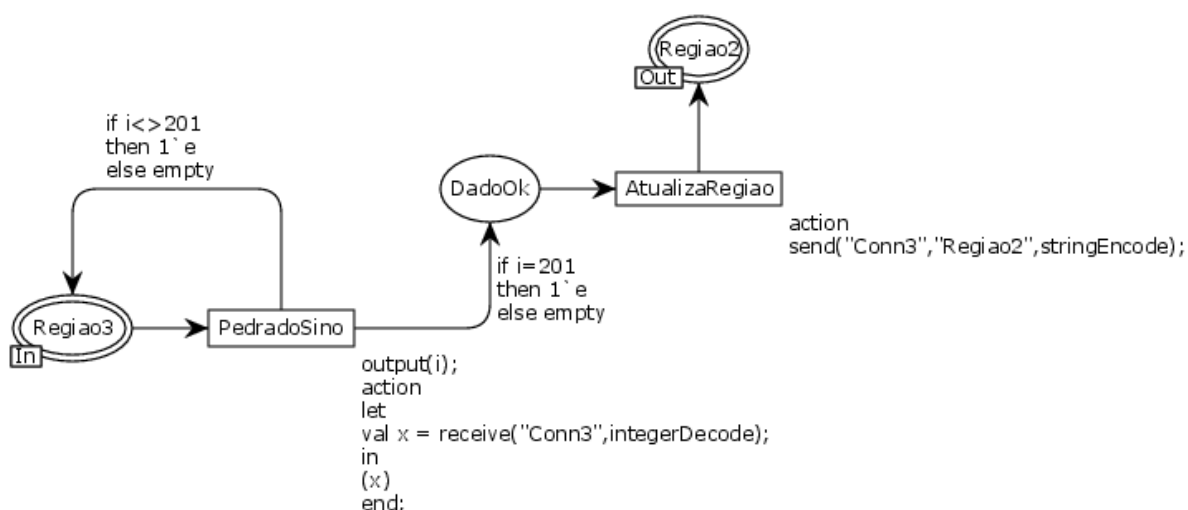 Regiao2
Out
if i<>201
then 1`e
else empty
DadoOk
AtualizaRegiao
action
send("Conn3","Regiao2",stringEncode);
if i=201
then 1`e
else empty
Regiao3
In
PedradoSino
output(i);
action
let
val x = receive("Conn3",integerDecode);
in
(x)
end;